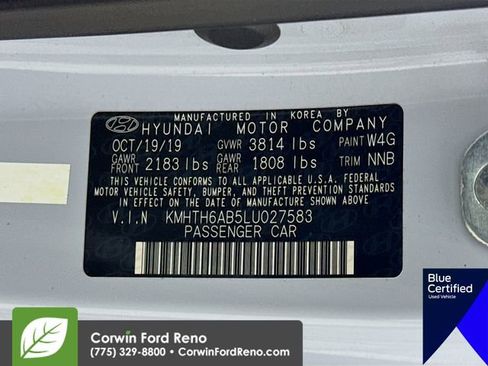 MANUFACTURED IN KOREA BY
HYUNDAI MOTOR COMPANY
OCT/19/19 GVWR 3814 lbs PAINT W4G
GAWR FRONT 2183 lbs GAWR REAR 1808 lbs TRIM NNB
THIS VEHICLE CONFORMS TO ALL APPLICABLE U.S. FEDERAL
MOTOR VEHICLE SAFETY, BUMPER, AND THEFT PREVENTION STANDARDS
IN EFFECT ON THE DATE OF MANUFACTURE SHOWN ABOVE.
V.I.N KMHTH6AB5LU027583
PASSENGER CAR
Blue
Certified
Used Vehicle
Corwin Ford Reno
(775) 329-8800 • CorwinFordReno.com